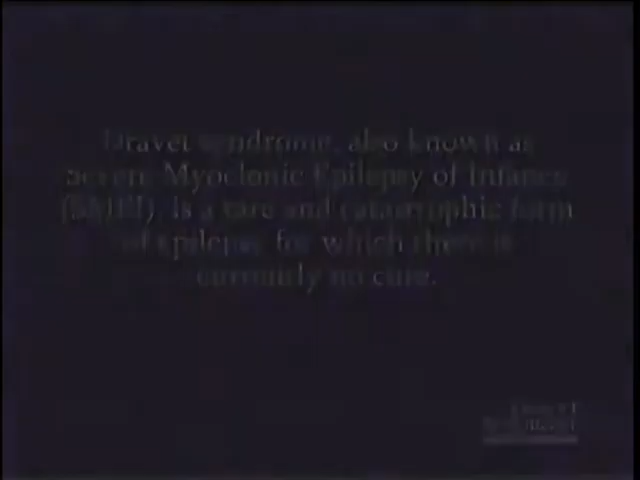 Dravet syndrome, also known as
Severe Myoclonic Epilepsy of Infancy
(SMEI), is a rare and catastrophic form
of epilepsy for which there is
currently no cure.